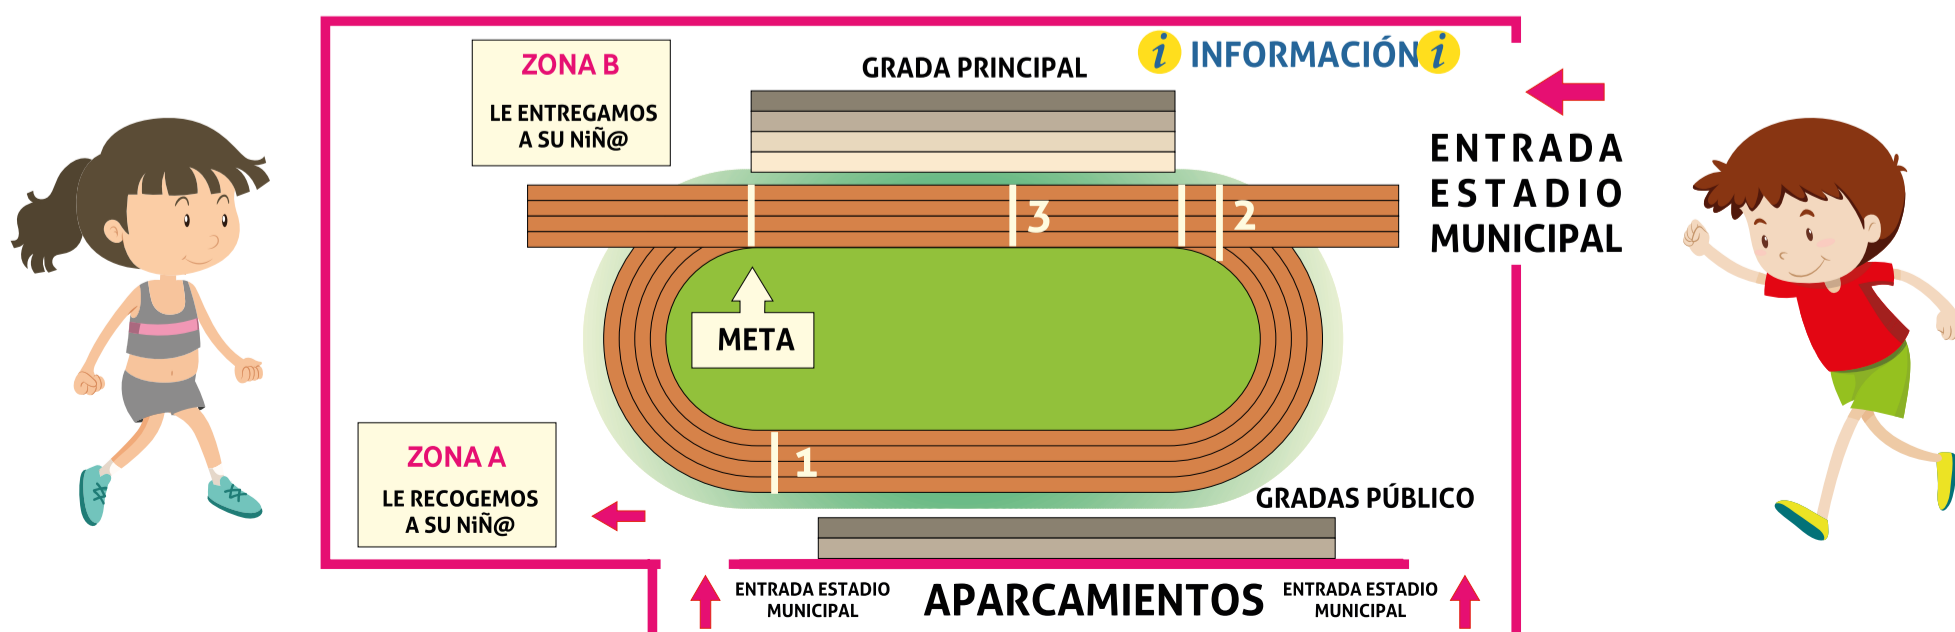 ZONA B
LE ENTREGAMOS
A SU NiÑ@
GRADA PRINCIPAL
i INFORMACIÓN i
ENTRADA
ESTADIO
MUNICIPAL
3
2
META
1
ZONA A
LE RECOGEMOS
A SU NiÑ@
GRADAS PÚBLICO
ENTRADA ESTADIO
MUNICIPAL
APARCAMIENTOS
ENTRADA ESTADIO
MUNICIPAL